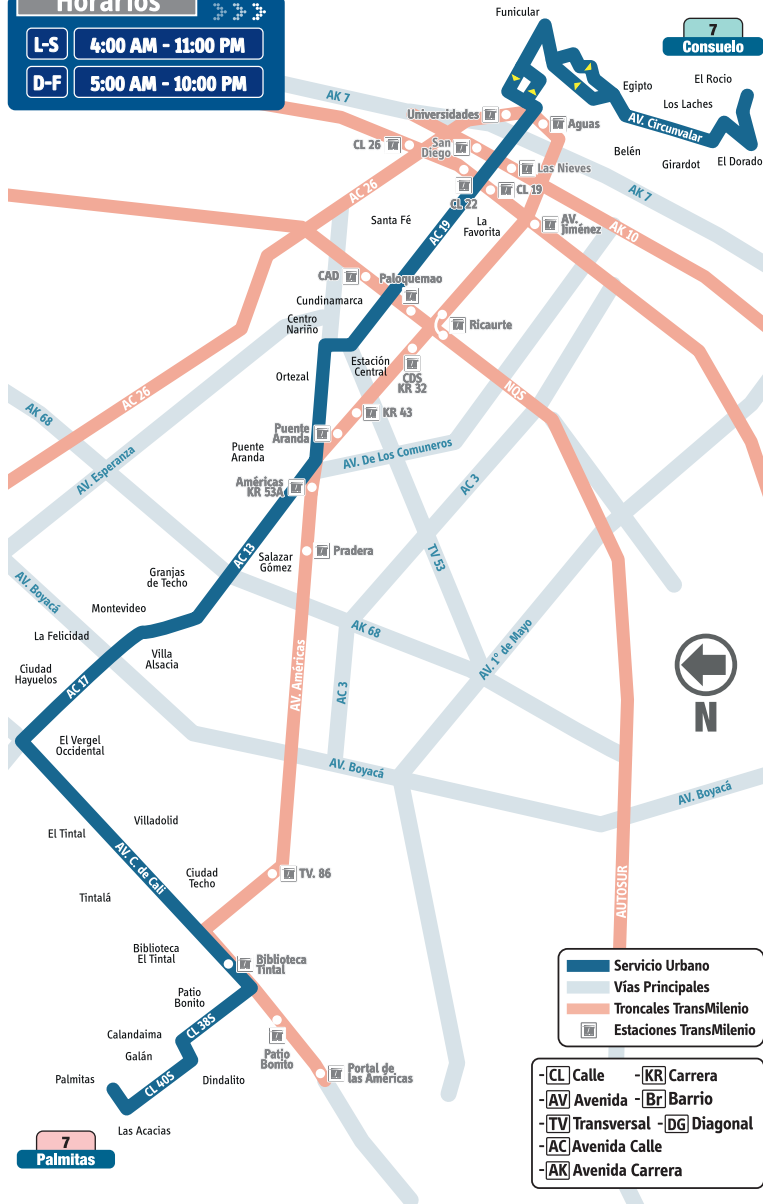 Horarios
L-S 4:00 AM - 11:00 PM
D-F 5:00 AM - 10:00 PM
Funicular
7
Consuelo
AK 7
Egipto
El Rocio
Los Laches
AV. Circunvalar
Universidades
Aguas
Belén
Girardot
El Dorado
CL 26
San
Diego
Las Nieves
AK 7
AC 26
CL 22
CL 19
Santa Fé
AC 19
La
Favorita
AV.
Jiménez
AK 10
CAD
Paloquemao
Cundinamarca
Centro
Nariño
Ricaurte
Ortezal
Estación
Central
CDS
KR 32
NQS
AC 26
AK 68
KR 43
Puente
Aranda
Puente
Aranda
AV. De Los Comuneros
AV. Esperanza
Américas
KR 53A
AC 3
AC 13
Salazar
Gómez
Pradera
TV 53
Granjas
de Techo
AV. Boyacá
Montevideo
La Felicidad
Villa
Alsacia
AK 68
AV. 1° de Mayo
Ciudad
Hayuelos
AC 17
AV. Américas
AC 3
N
El Vergel
Occidental
AV. Boyacá
AV. Boyacá
Villadolid
El Tintal
AV. C. de Cali
Ciudad
Techo
TV. 86
Tintalá
AUTOSUR
Biblioteca
El Tintal
Biblioteca
Tintal
Patio
Bonito
CL 38S
Calandaima
Galán
Patio
Bonito
Palmitas
CL 40S
Dindalito
Portal de
las Américas
Las Acacias
7
Palmitas
Servicio Urbano
Vías Principales
Troncales TransMilenio
Estaciones TransMilenio
- CL Calle - KR Carrera
- AV Avenida - Br Barrio
- TV Transversal - DG Diagonal
- AC Avenida Calle
- AK Avenida Carrera